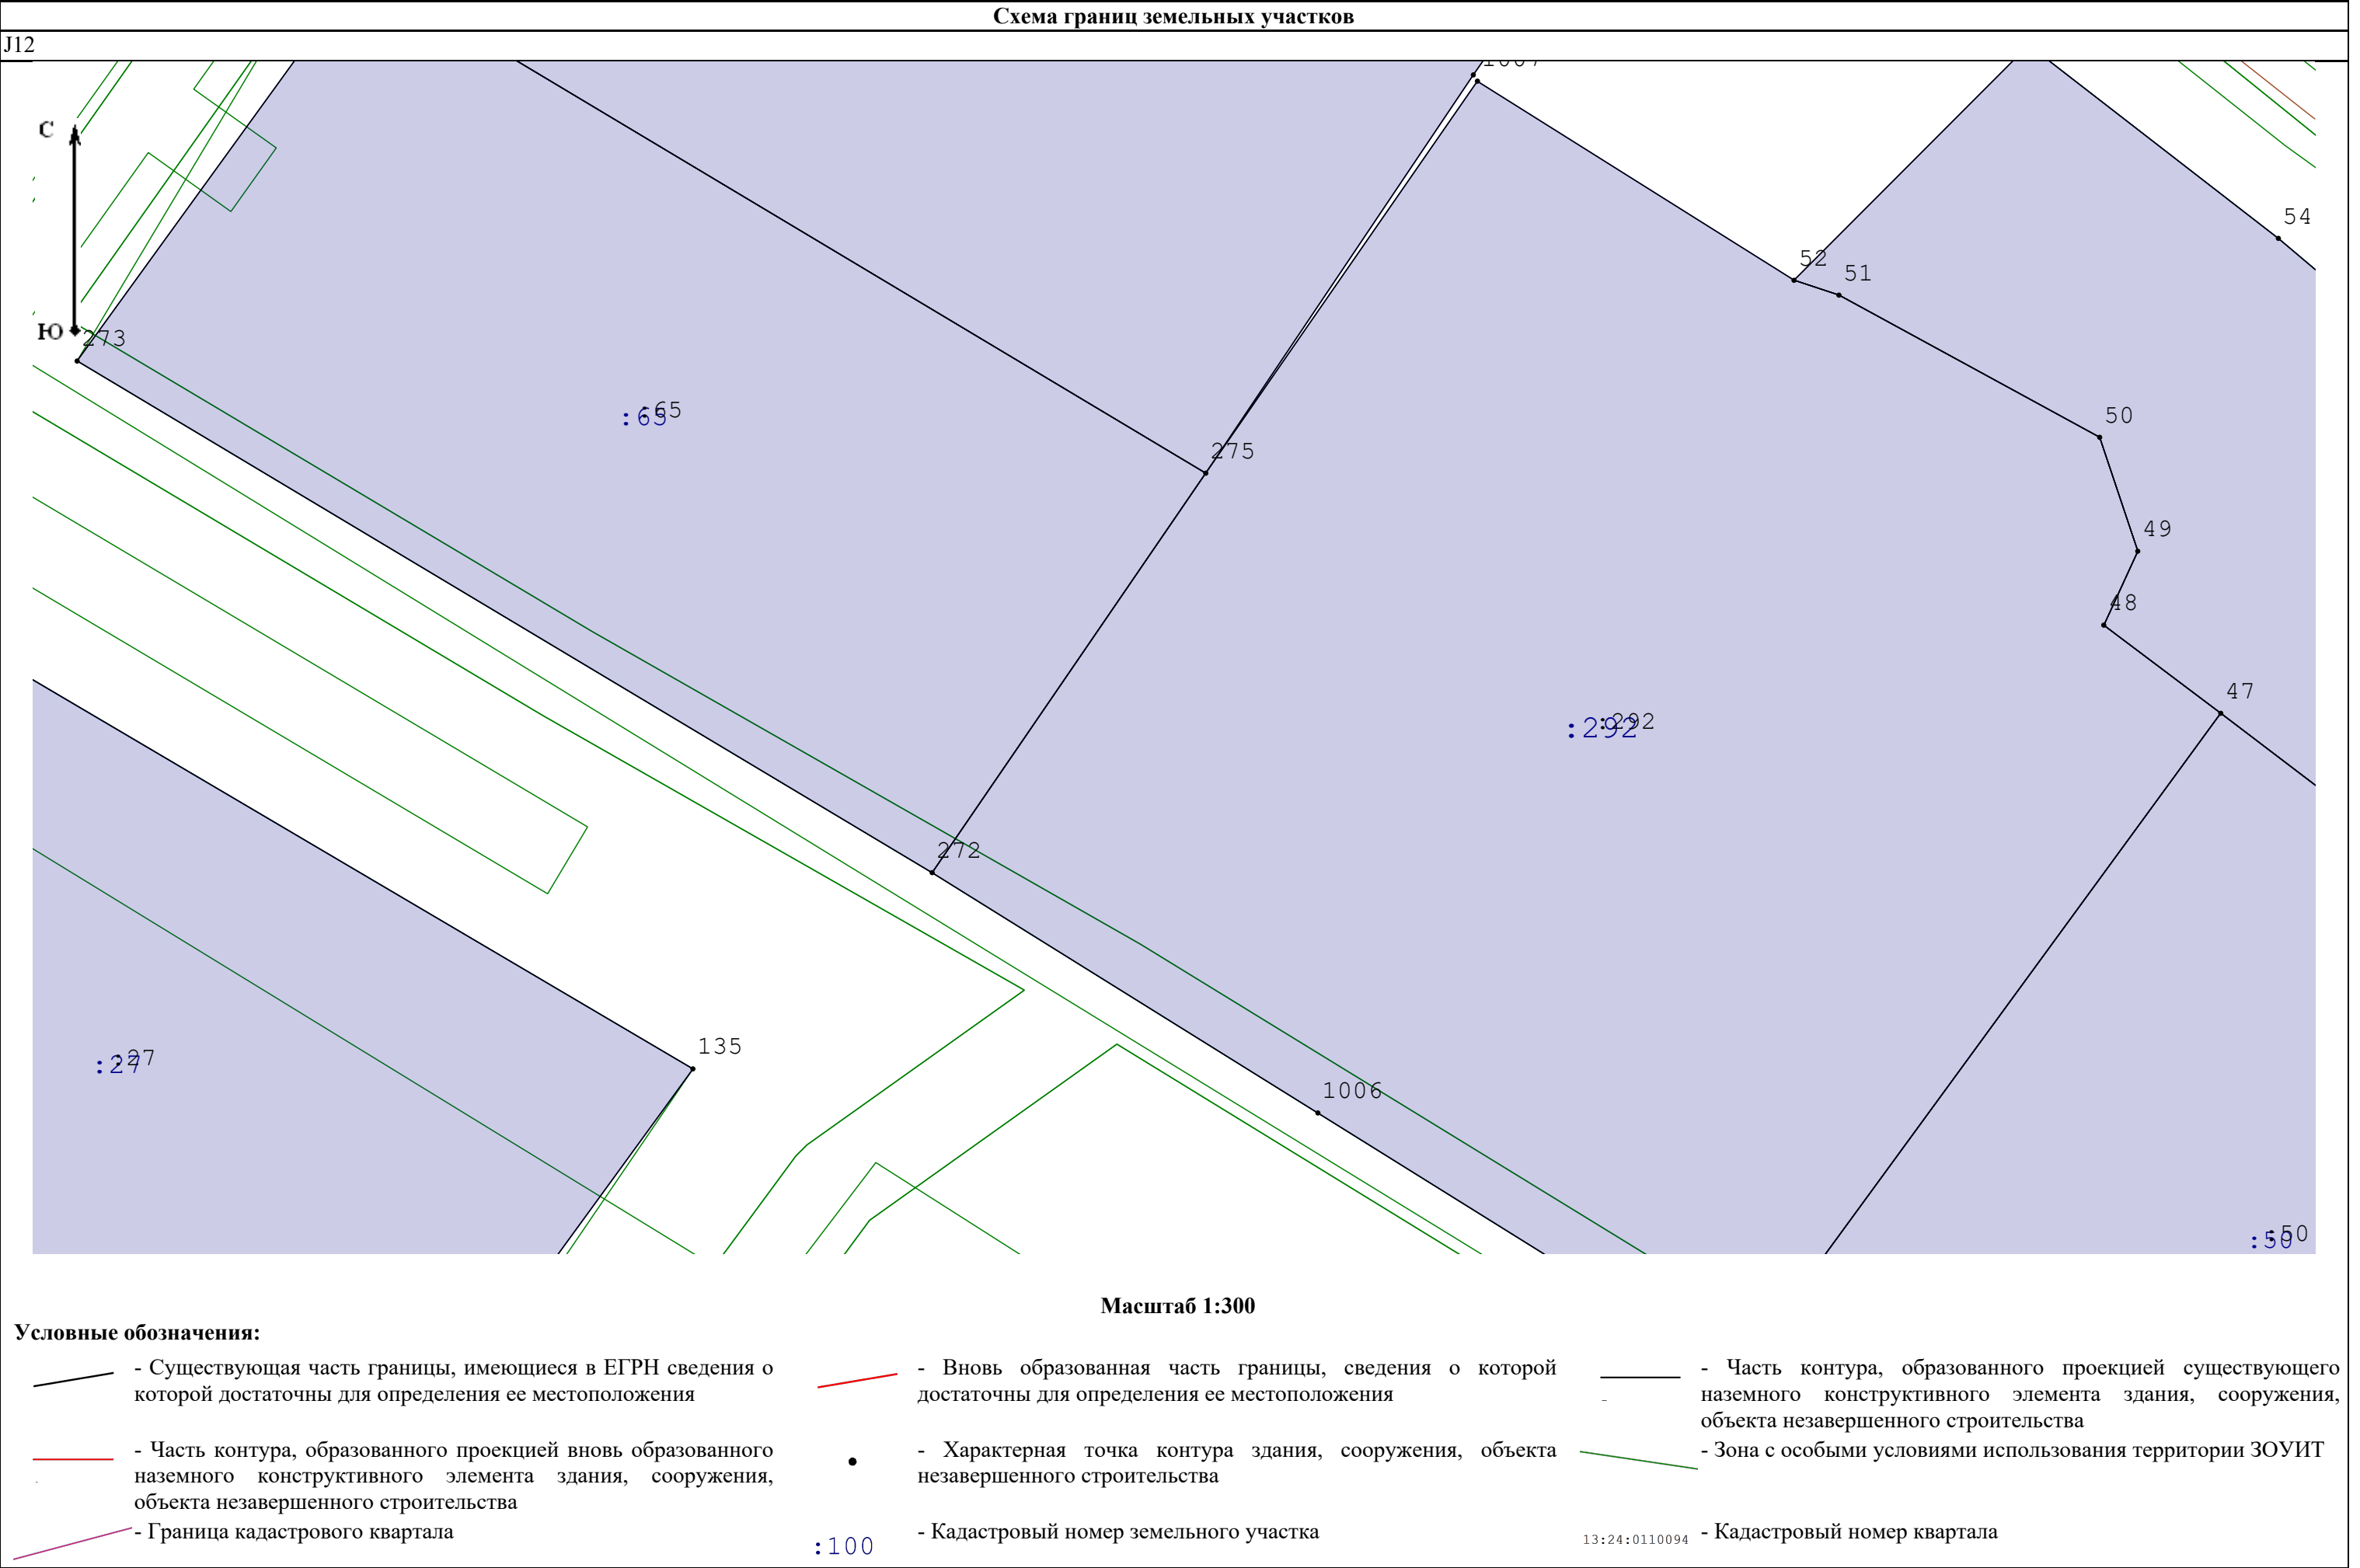 Схема границ земельных участков
J12
1007
С
54
52
51
Ю
273
:65
:65
50
275
49
48
47
:292
:292
272
135
:27
:27
1006
:50
:50
Масштаб 1:300
Условные обозначения:
- Существующая часть границы, имеющиеся в ЕГРН сведения о
которой достаточны для определения ее местоположения
- Вновь образованная часть границы, сведения о которой
достаточны для определения ее местоположения
- Часть контура, образованного проекцией существующего
наземного конструктивного элемента здания, сооружения,
объекта незавершенного строительства
- Часть контура, образованного проекцией вновь образованного
наземного конструктивного элемента здания, сооружения,
объекта незавершенного строительства
- Характерная точка контура здания, сооружения, объекта
незавершенного строительства
- Зона с особыми условиями использования территории ЗОУИТ
- Граница кадастрового квартала
:100
- Кадастровый номер земельного участка
13:24:0110094
- Кадастровый номер квартала